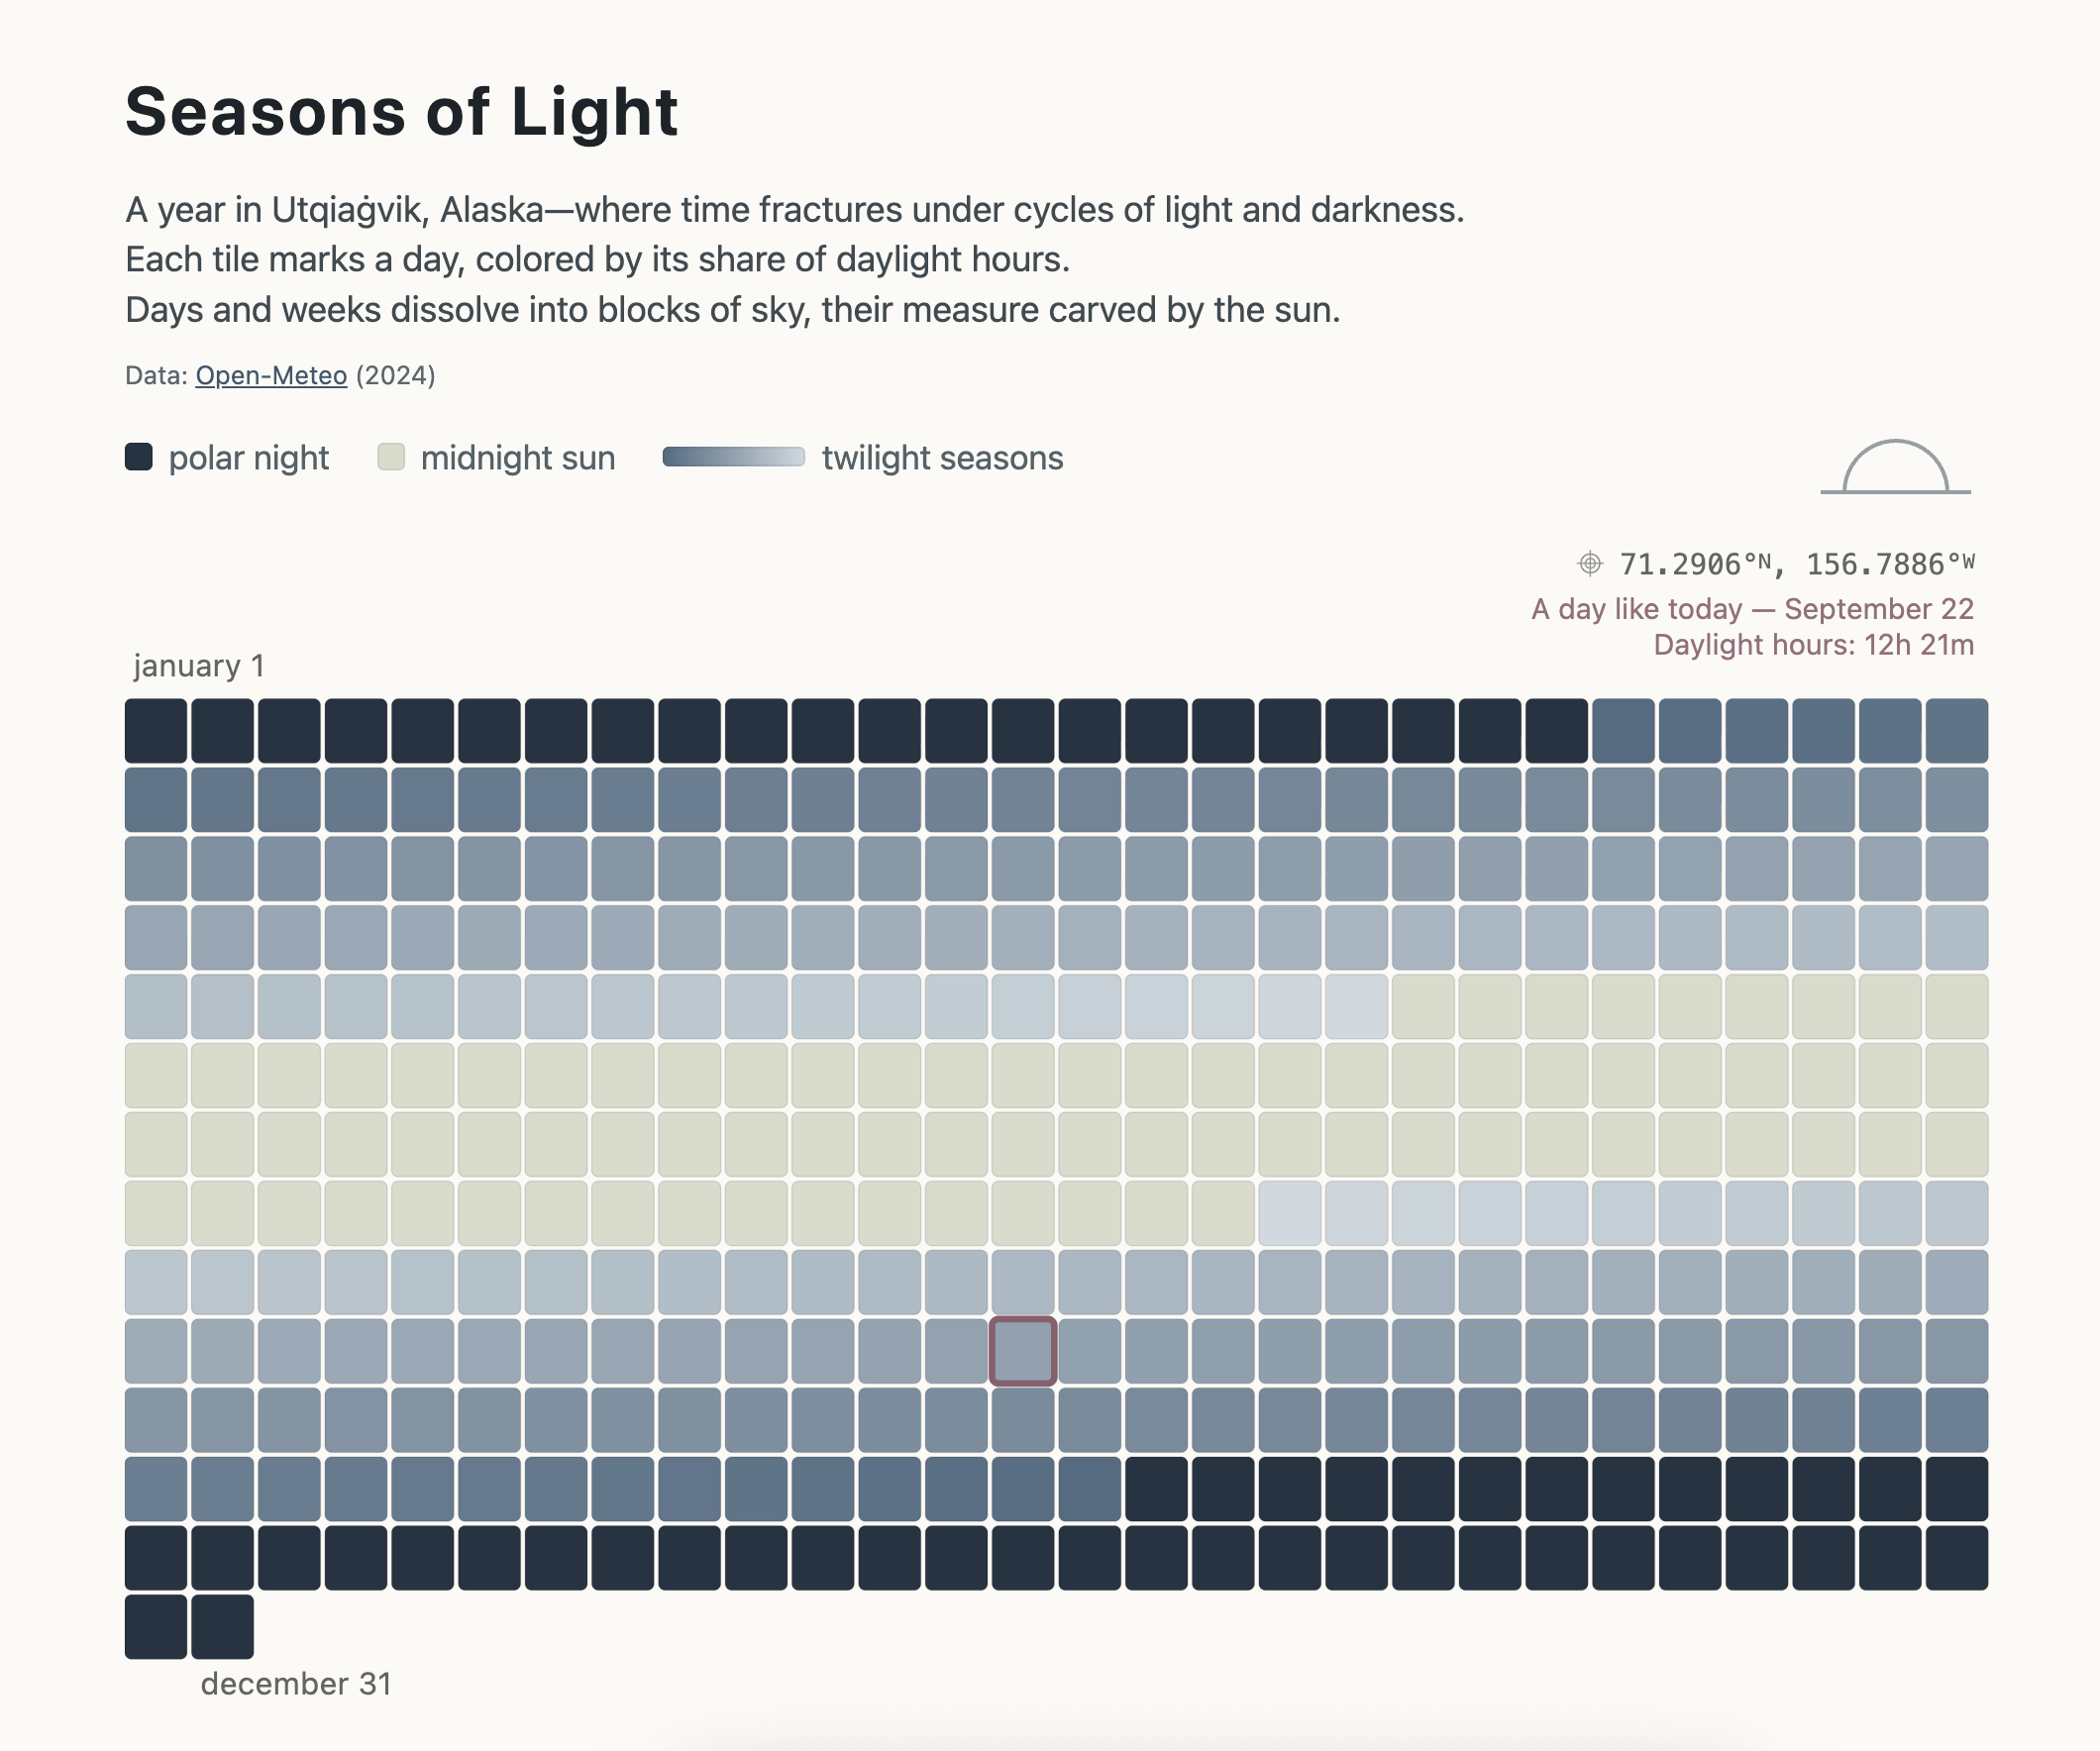 Seasons of Light
A year in Utqiaġvik, Alaska—where time fractures under cycles of light and darkness.
Each tile marks a day, colored by its share of daylight hours.
Days and weeks dissolve into blocks of sky, their measure carved by the sun.
Data: Open-Meteo (2024)
polar night midnight sun twilight seasons
71.2906°N, 156.7886°W
A day like today — September 22
Daylight hours: 12h 21m
january 1
december 31